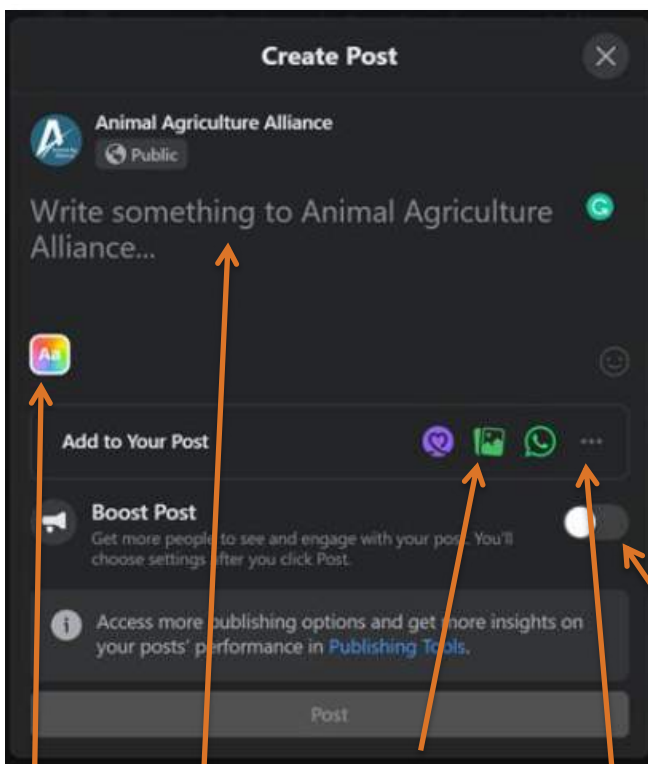 Create Post
Animal Agriculture Alliance
Public
Write something to Animal Agriculture
Alliance...
Aa
Add to Your Post
Boost Post
Get more people to see and engage with your post. You'll
choose settings after you click Post.
Access more publishing options and get more insights on
your posts' performance in Publishing Tools.
Post